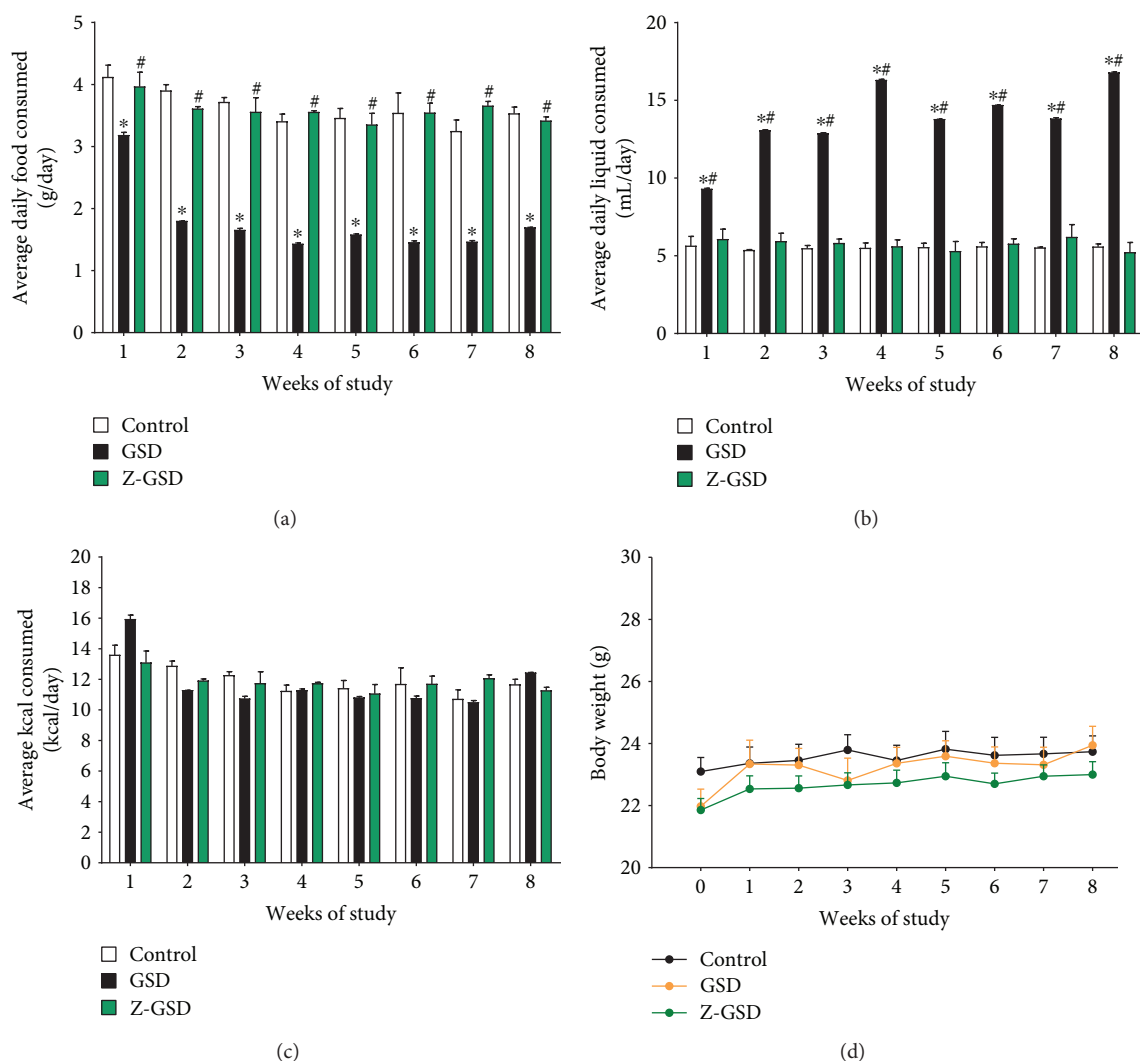 Average daily food consumed
(g/day)
5
4
3
2
1
0
*
#
*
#
*
#
*
#
*
#
*
#
*
#
*
#
1 2 3 4 5 6 7 8
Weeks of study
Control
GSD
Z-GSD
(a)
Average daily liquid consumed
(mL/day)
20
15
10
5
0
*#
*#
*#
*#
*#
*#
*#
*#
1 2 3 4 5 6 7 8
Weeks of study
Control
GSD
Z-GSD
(b)
Average kcal consumed
(kcal/day)
20
18
16
14
12
10
8
6
4
2
0
1 2 3 4 5 6 7 8
Weeks of study
Control
GSD
Z-GSD
(c)
Body weight (g)
30
28
26
24
22
20
0 1 2 3 4 5 6 7 8
Weeks of study
Control
GSD
Z-GSD
(d)